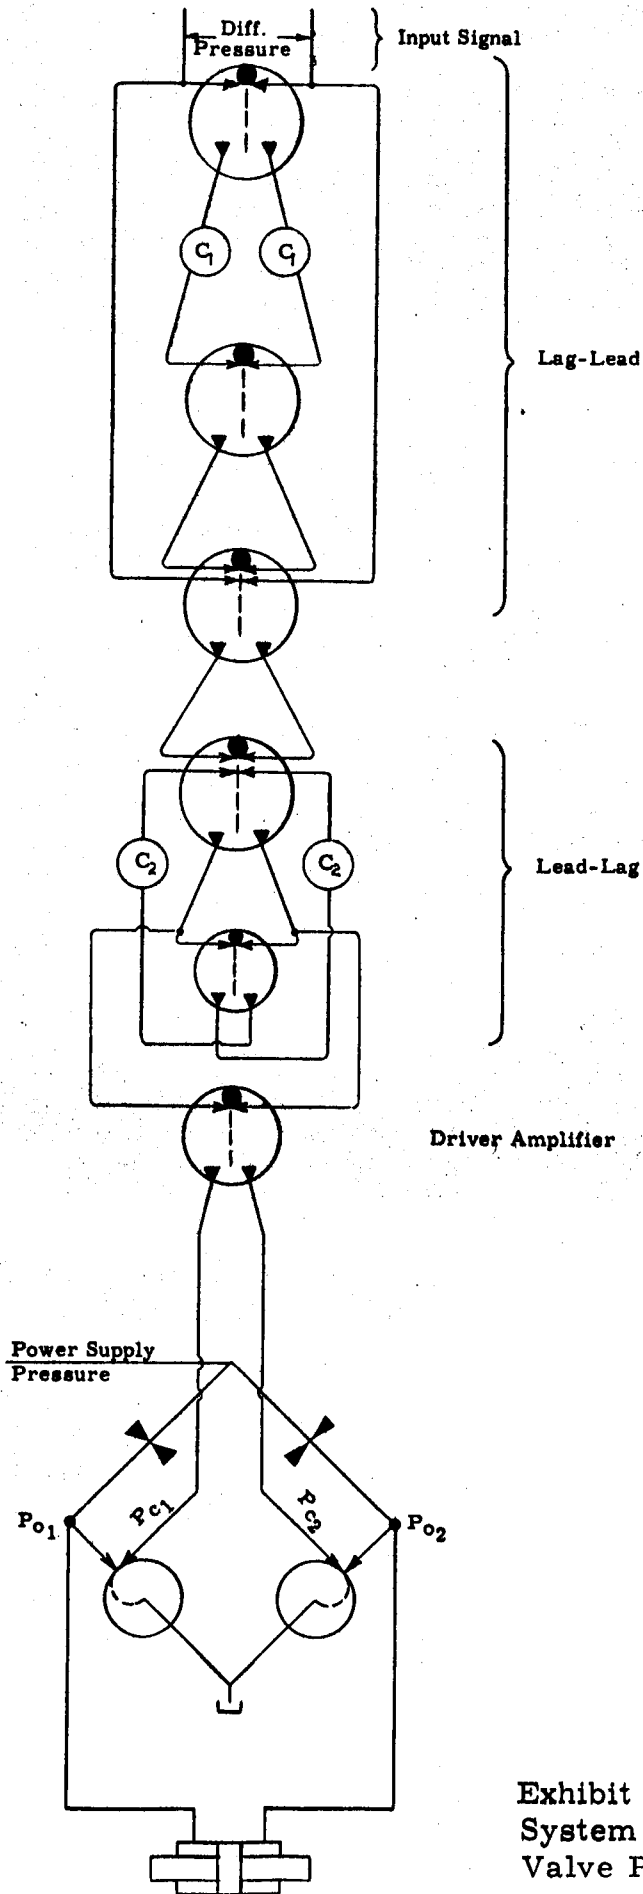 Diff.
Pressure
Input Signal
C1
C1
Lag-Lead
C2
C2
Lead-Lag
Driver Amplifier
Power Supply
Pressure
Pc1
Pc2
Po1
Po2
Exhibit
System
Valve P